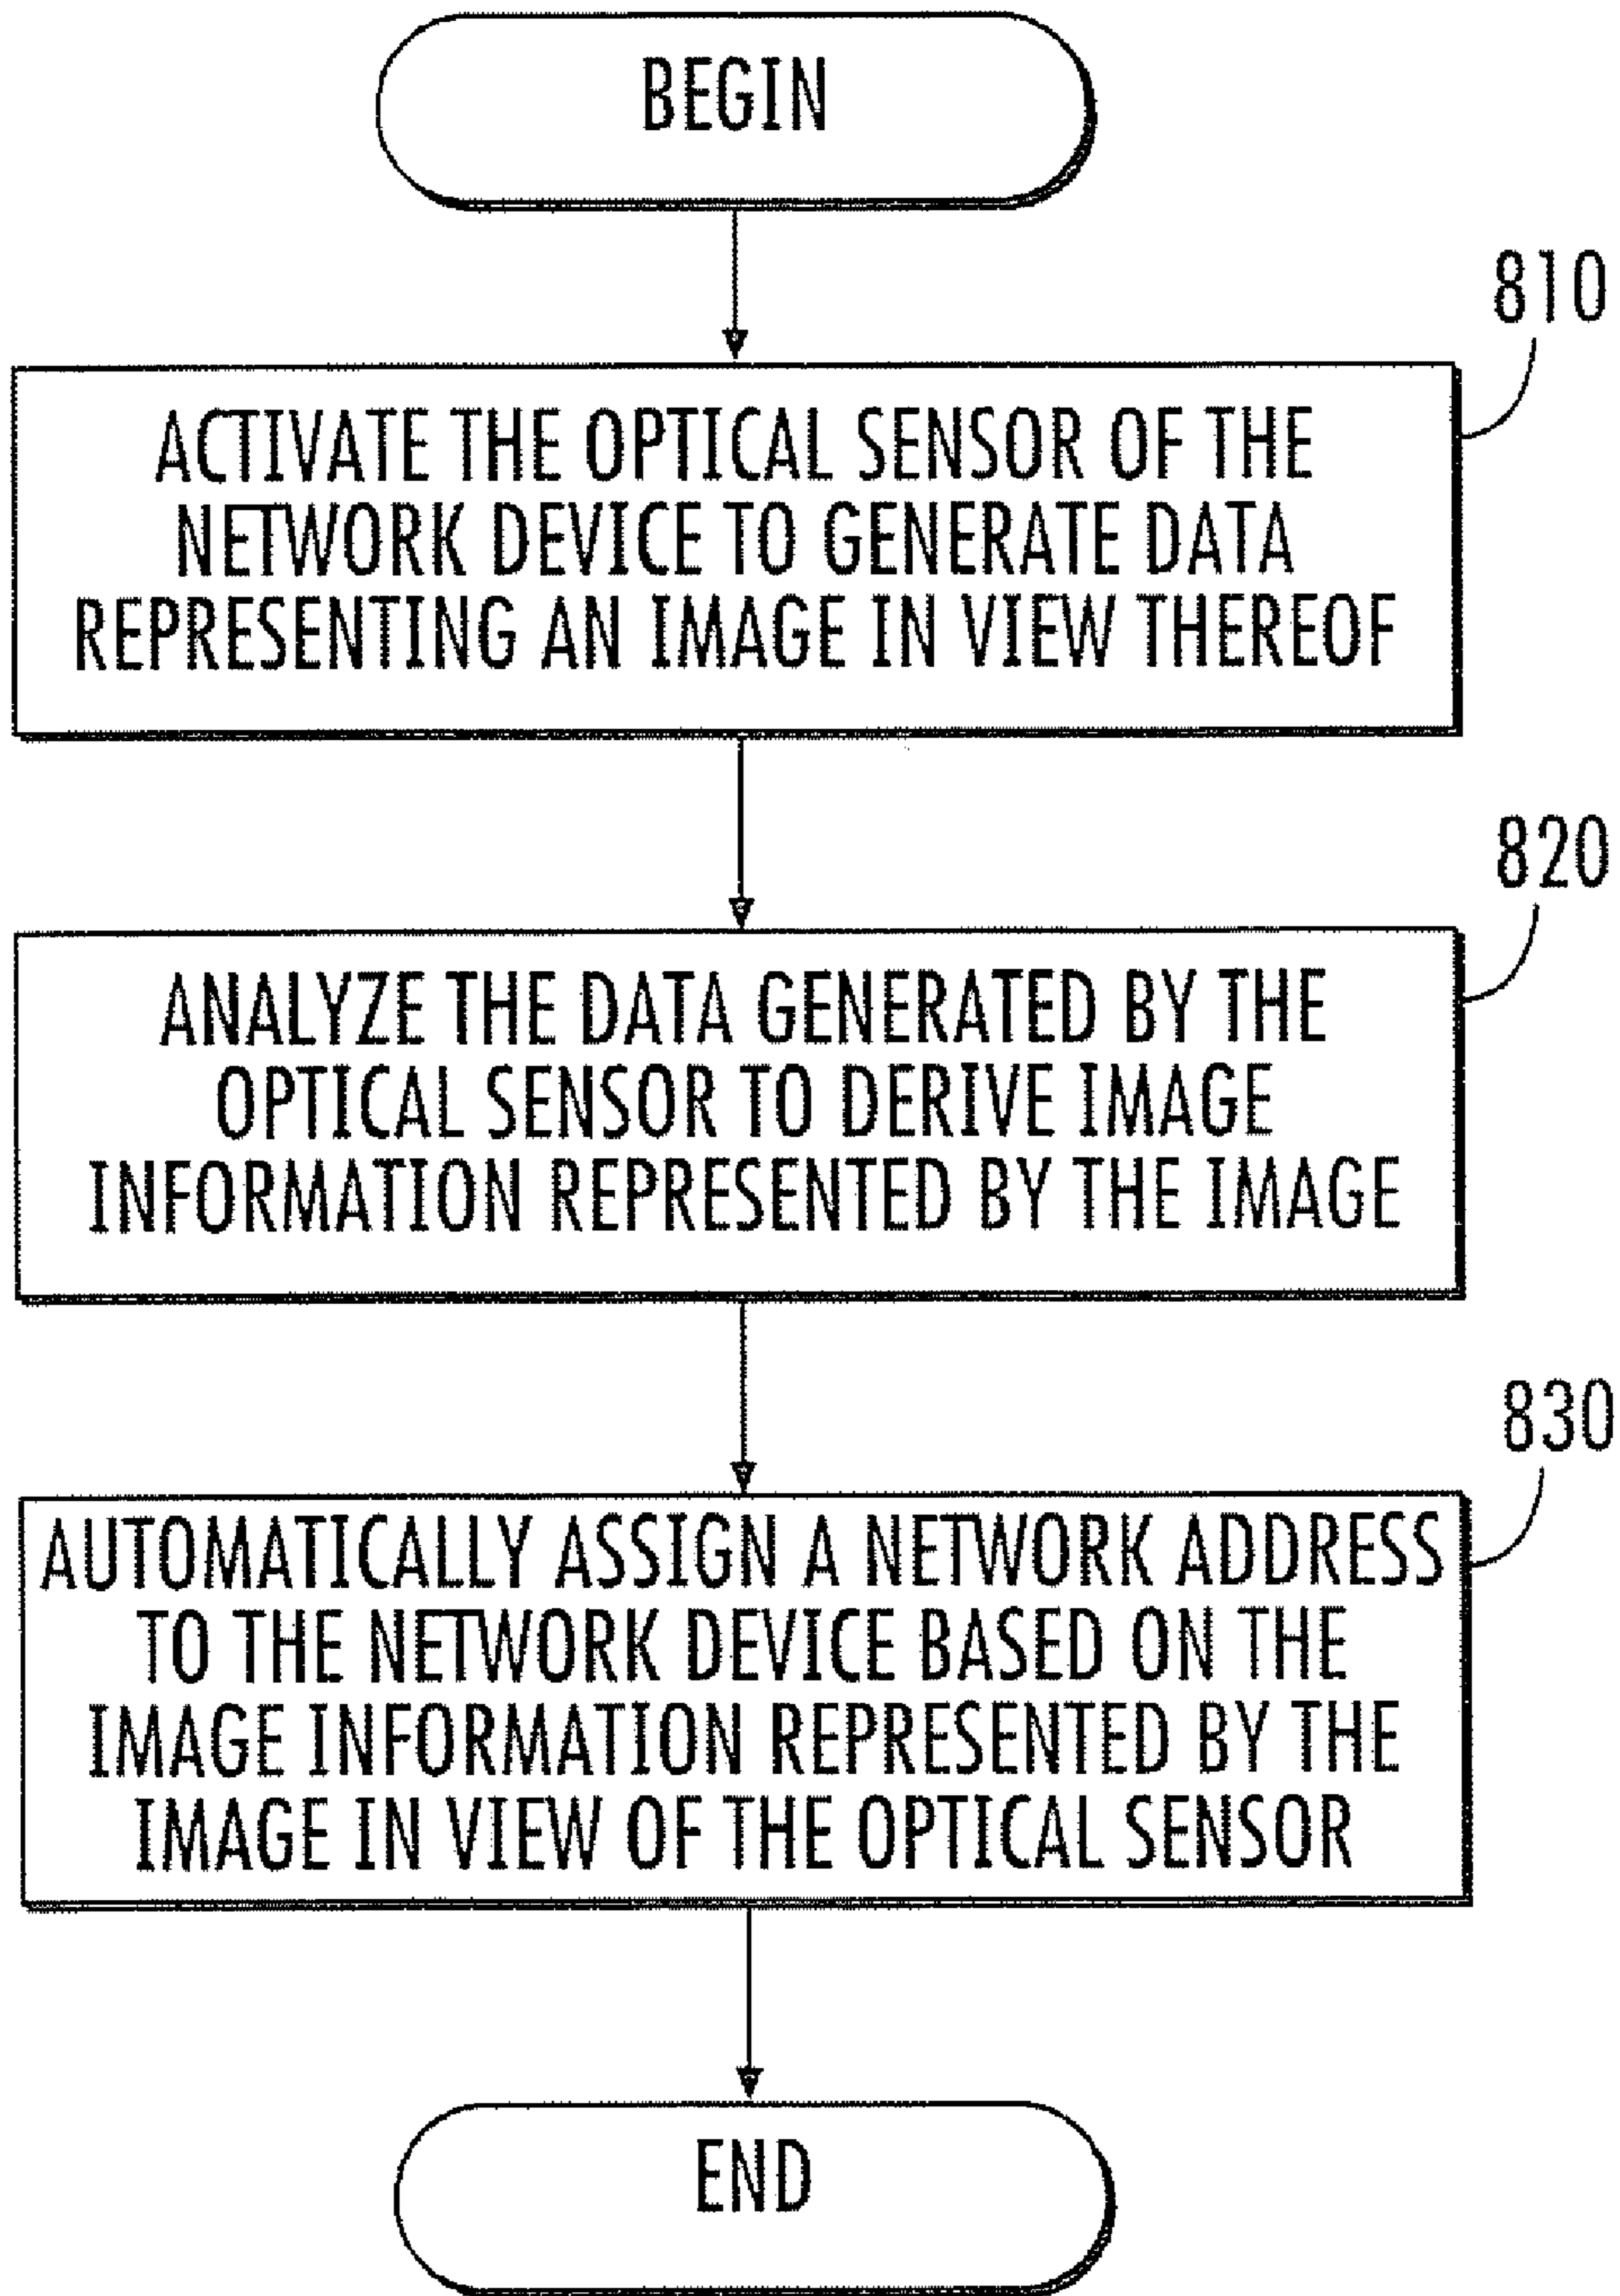 BEGIN
810
ACTIVATE THE OPTICAL SENSOR OF THE
NETWORK DEVICE TO GENERATE DATA
REPRESENTING AN IMAGE IN VIEW THEREOF
820
ANALYZE THE DATA GENERATED BY THE
OPTICAL SENSOR TO DERIVE IMAGE
INFORMATION REPRESENTED BY THE IMAGE
830
AUTOMATICALLY ASSIGN A NETWORK ADDRESS
TO THE NETWORK DEVICE BASED ON THE
IMAGE INFORMATION REPRESENTED BY THE
IMAGE IN VIEW OF THE OPTICAL SENSOR
END